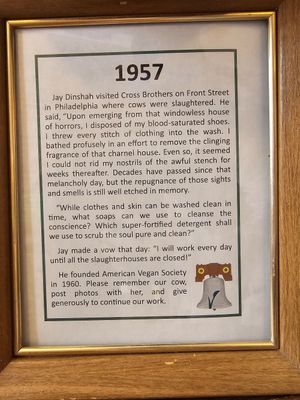 1957
Jay Dinshah visited Cross Brothers on Front Street
in Philadelphia where cows were slaughtered. He
said, "Upon emerging from that windowless house
of horrors, I disposed of my blood-saturated shoes.
I threw every stitch of clothing into the wash. I
bathed profusely in an effort to remove the clinging
fragrance of that charnel house. Even so, it seemed
I could not rid my nostrils of the awful stench for
weeks thereafter. Decades have passed since that
melancholy day, but the repugnance of those sights
and smells is still well etched in memory.
"While clothes and skin can be washed clean in
time, what soaps can we use to cleanse the
conscience? Which super-fortified detergent shall
we use to scrub the soul pure and clean?"
Jay made a vow that day: "I will work every day
until all the slaughterhouses are closed!"
He founded American Vegan Society
in 1960. Please remember our cow,
post photos with her, and give
generously to continue our work.